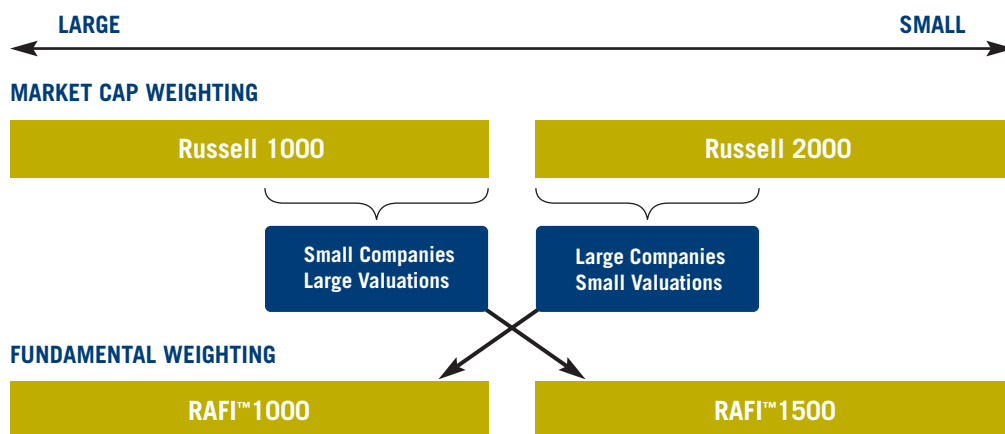 LARGE
SMALL
MARKET CAP WEIGHTING
Russell 1000
Russell 2000
Small Companies
Large Valuations
Large Companies
Small Valuations
FUNDAMENTAL WEIGHTING
RAFI™1000
RAFI™1500